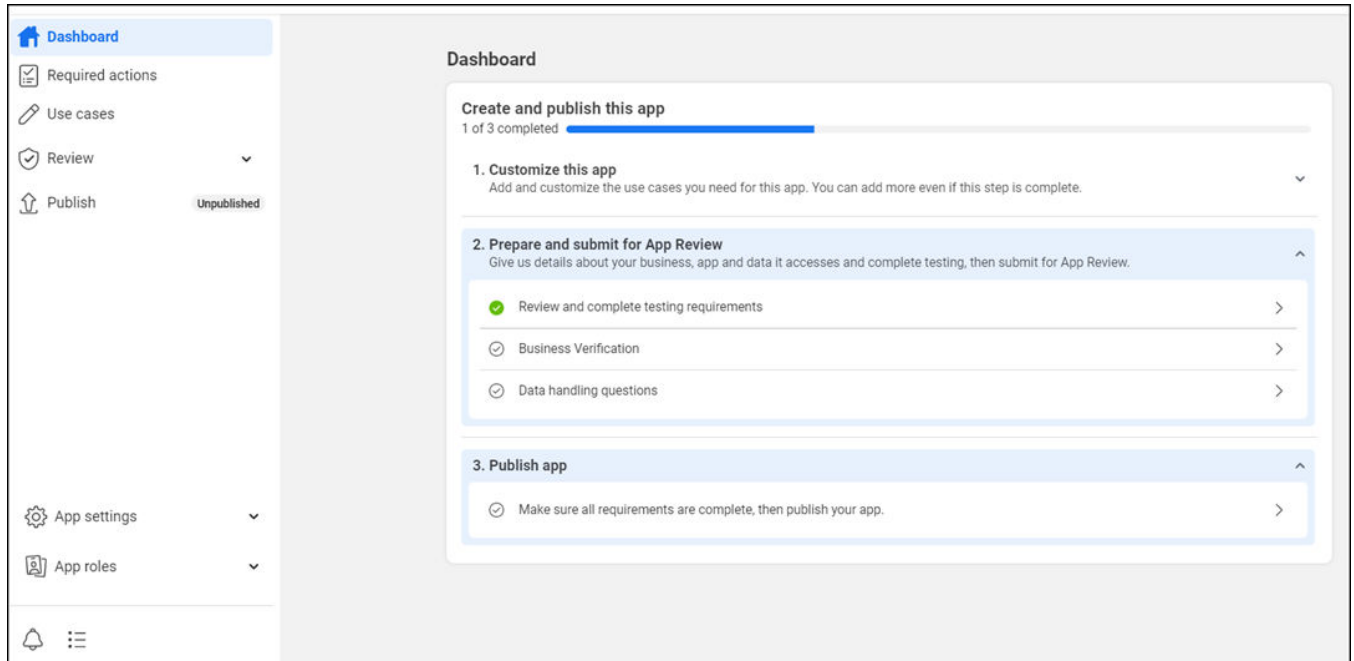 Dashboard
Required actions
Use cases
Review
Publish Unpublished
App settings
App roles
Dashboard
Create and publish this app
1 of 3 completed
1. Customize this app
Add and customize the use cases you need for this app. You can add more even if this step is complete.
2. Prepare and submit for App Review
Give us details about your business, app and data it accesses and complete testing, then submit for App Review.
Review and complete testing requirements
Business Verification
Data handling questions
3. Publish app
Make sure all requirements are complete, then publish your app.